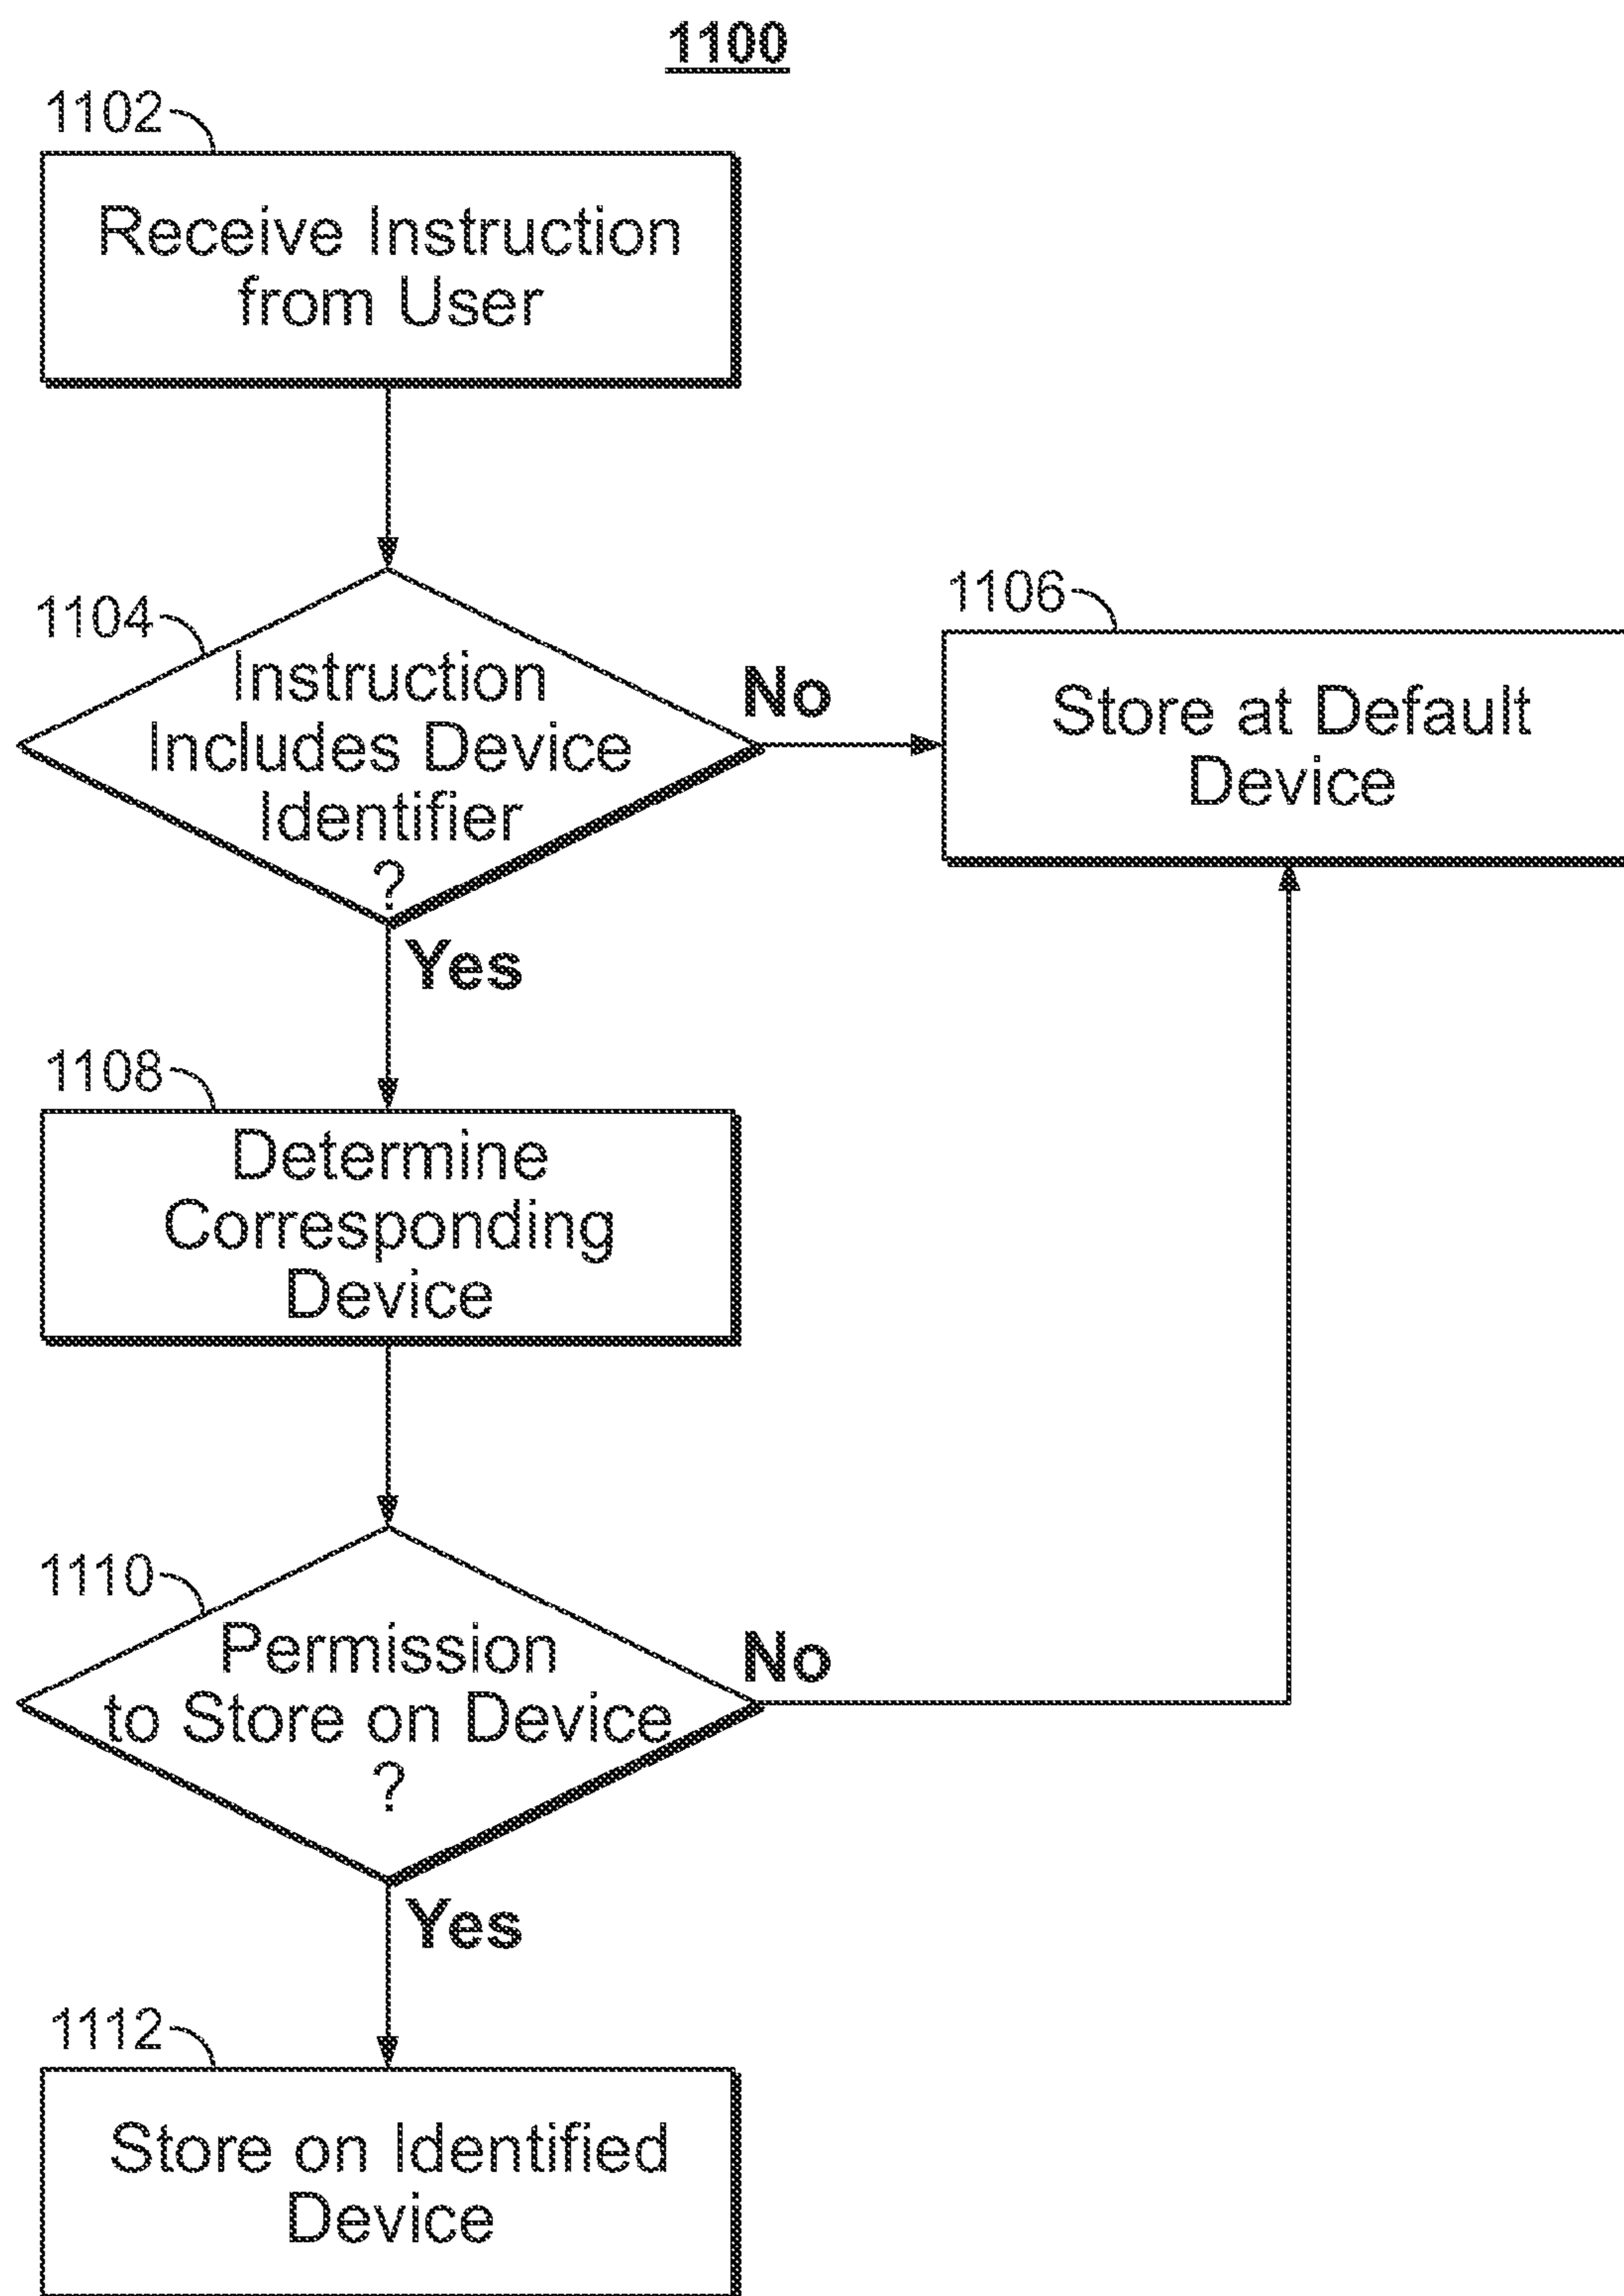 1100
1102
Receive Instruction
from User
1104
Instruction
Includes Device
Identifier
?
No
Yes
1106
Store at Default
Device
1108
Determine
Corresponding
Device
1110
Permission
to Store on Device
?
No
Yes
1112
Store on Identified
Device